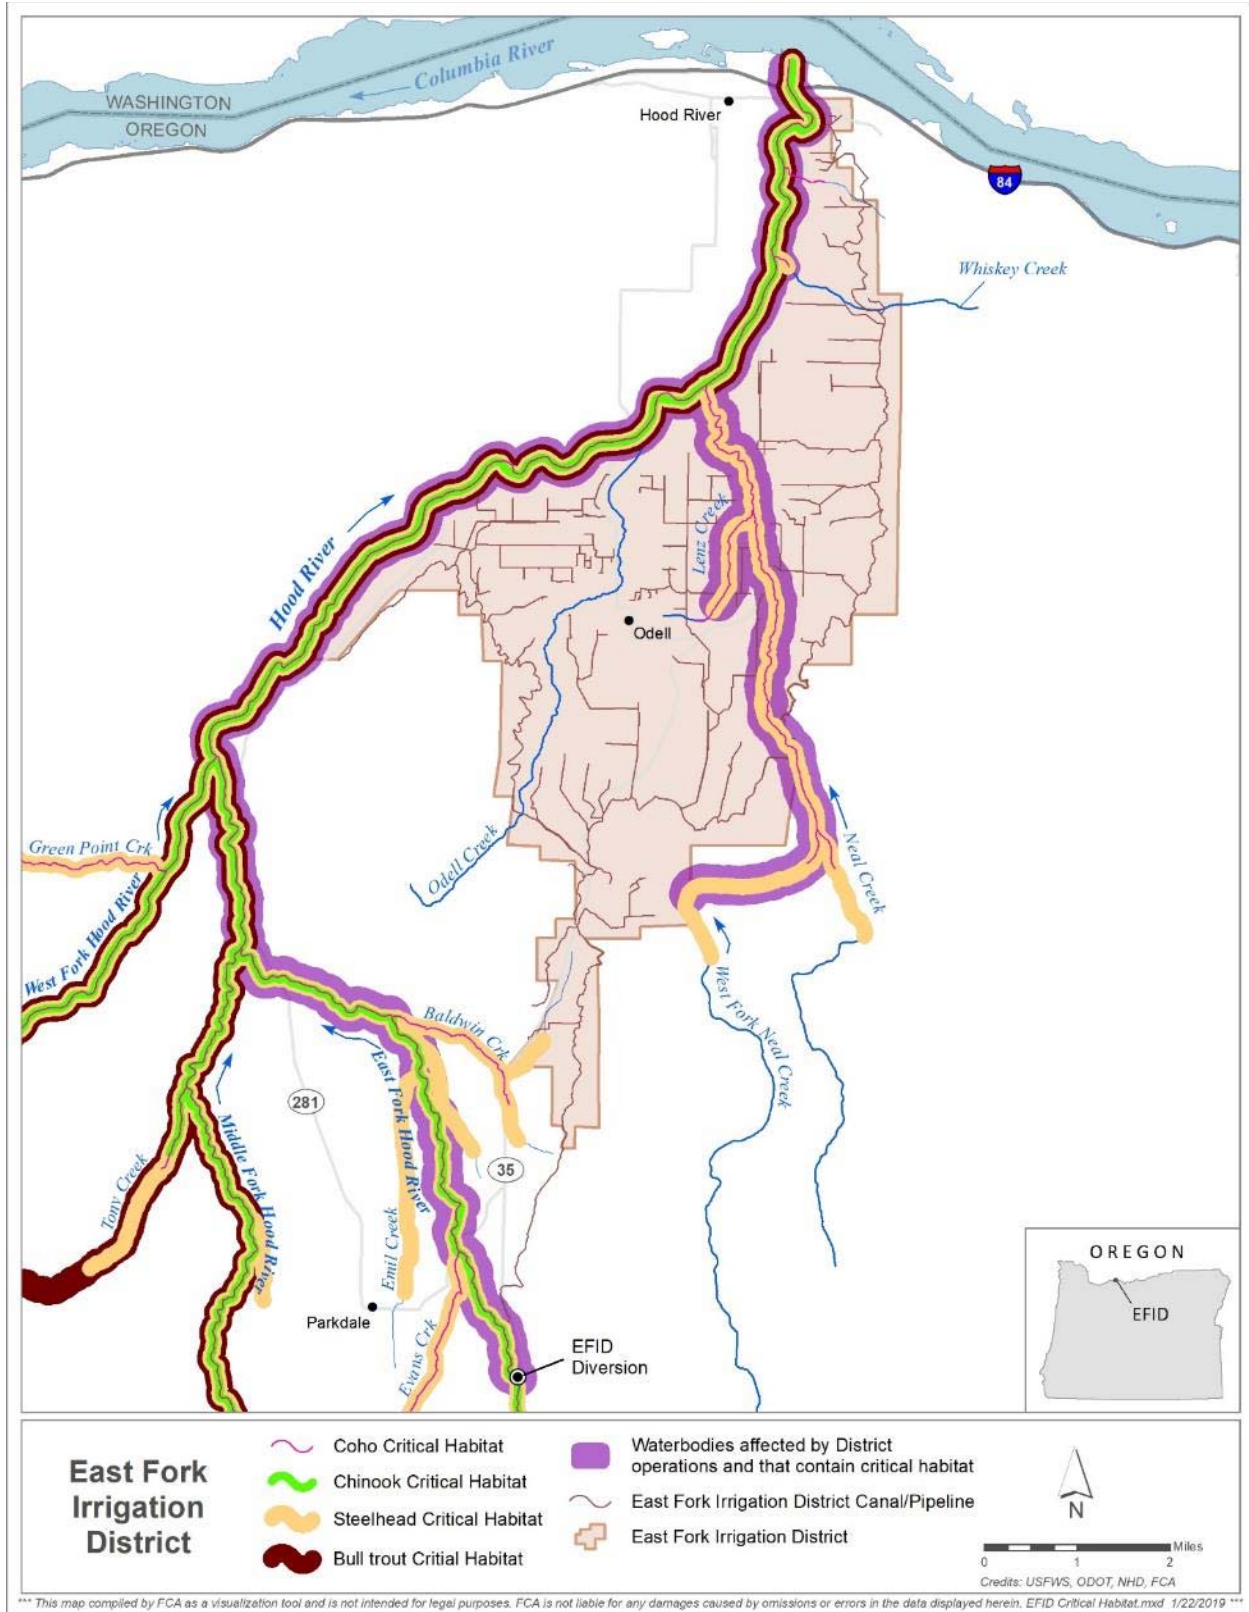 Columbia River
WASHINGTON
OREGON
Hood River
84
Whiskey Creek
Lenz Creek
Hood River
Odell
Green Point Crk
Odell Creek
Neal Creek
West Fork Hood River
West Fork Neal Creek
Baldwin Crk
East Fork Hood River
281
Middle Fork Hood River
35
Tony Creek
Emil Creek
Parkdale
Evans Crk
EFID
Diversion
OREGON
EFID
East Fork
Irrigation
District
Coho Critical Habitat
Chinook Critical Habitat
Steelhead Critical Habitat
Bull trout Critial Habitat
Waterbodies affected by District
operations and that contain critical habitat
East Fork Irrigation District Canal/Pipeline
East Fork Irrigation District
N
Miles
0 1 2
Credits: USFWS, ODOT, NHD, FCA
*** This map compiled by FCA as a visualization tool and is not intended for legal purposes. FCA is not liable for any damages caused by omissions or errors in the data displayed herein. EFID Critical Habitat.mxd 1/22/2019 ***